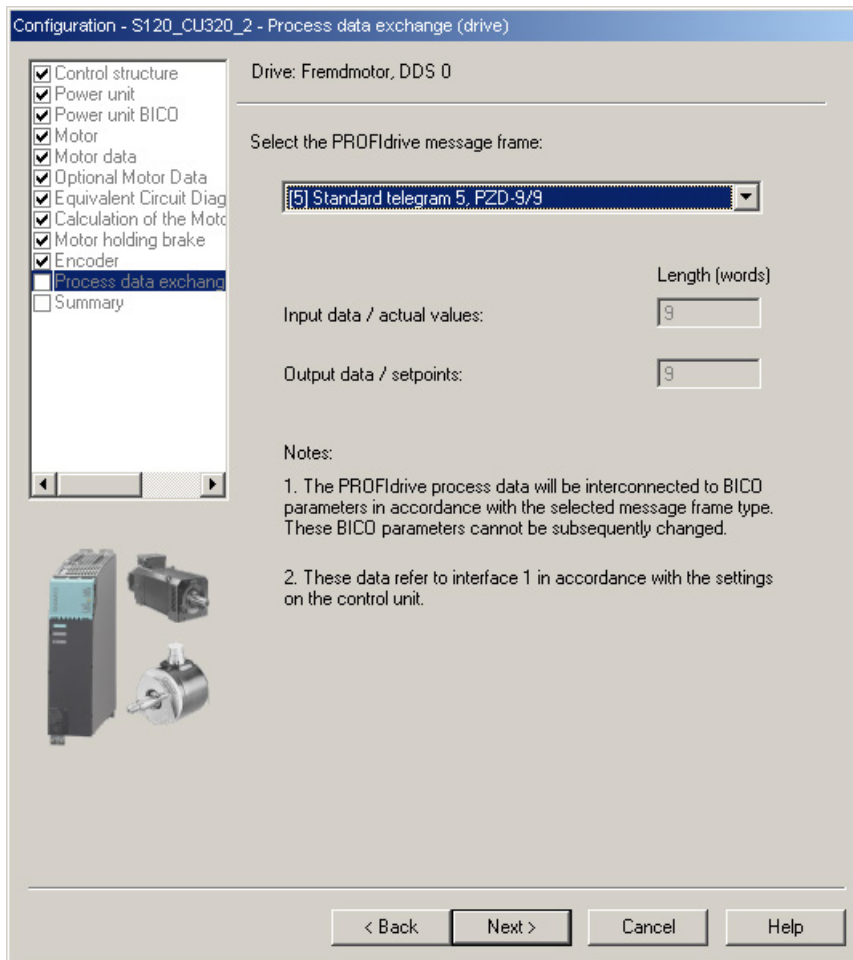 Configuration - S120_CU320_2 - Process data exchange (drive)
Control structure
Power unit
Power unit BICO
Motor
Motor data
Optional Motor Data
Equivalent Circuit Diag
Calculation of the Moto
Motor holding brake
Encoder
Process data exchang
Summary
Drive: Fremdmotor, DDS 0
Select the PROFIdrive message frame:
[5] Standard telegram 5, PZD-9/9
Length (words)
Input data / actual values:
9
Output data / setpoints:
9
Notes:
1. The PROFIdrive process data will be interconnected to BICO
parameters in accordance with the selected message frame type.
These BICO parameters cannot be subsequently changed.
2. These data refer to interface 1 in accordance with the settings
on the control unit.
< Back
Next >
Cancel
Help